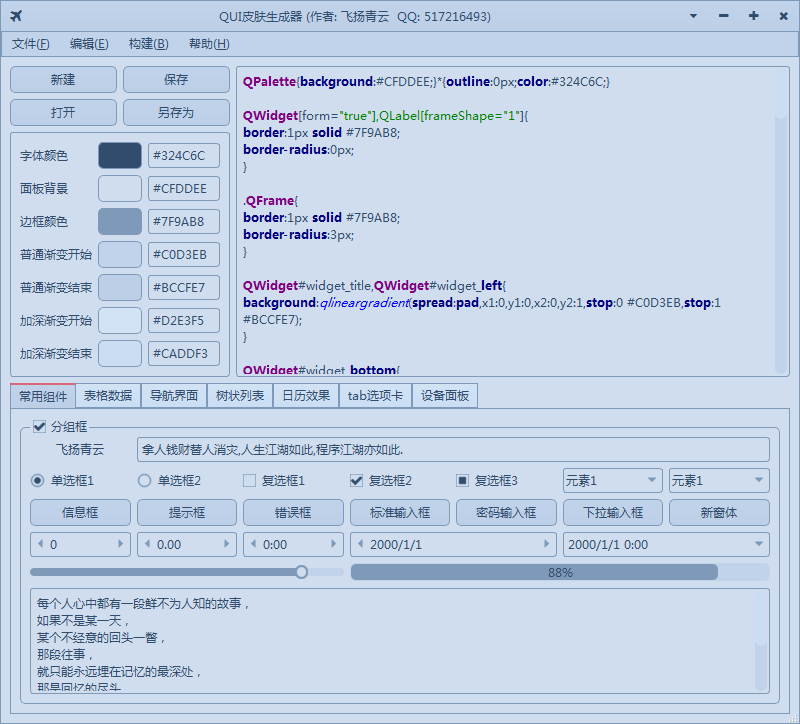 QUI皮肤生成器 (作者: 飞扬青云  QQ: 517216493)
文件(F) 编辑(E) 构建(B) 帮助(H)
新建 保存
打开 另存为
字体颜色 #324C6C
面板背景 #CFDDEE
边框颜色 #7F9AB8
普通渐变开始 #C0D3EB
普通渐变结束 #BCCFE7
加深渐变开始 #D2E3F5
加深渐变结束 #CADDF3
QPalette{background:#CFDDEE;}*{outline:0px;color:#324C6C;}
QWidget[form="true"],QLabel[frameShape="1"]{
border:1px solid #7F9AB8;
border-radius:0px;
}
.QFrame{
border:1px solid #7F9AB8;
border-radius:3px;
}
QWidget#widget_title,QWidget#widget_left{
background:qlineargradient(spread:pad,x1:0,y1:0,x2:0,y2:1,stop:0 #C0D3EB,stop:1
#BCCFE7);
}
QWidget#widget_bottom{
常用组件 表格数据 导航界面 树状列表 日历效果 tab选项卡 设备面板
分组框
飞扬青云 拿人钱财替人消灾,人生江湖如此,程序江湖亦如此.
单选框1 单选框2 复选框1 复选框2 复选框3 元素1 元素1
信息框 提示框 错误框 标准输入框 密码输入框 下拉输入框 新窗体
0 0.00 0:00 2000/1/1 2000/1/1 0:00
88%
每个人心中都有一段鲜不为人知的故事，
如果不是某一天，
某个不经意的回头一瞥，
那段往事，
就只能永远埋在记忆的最深处，
那是回忆的尽头